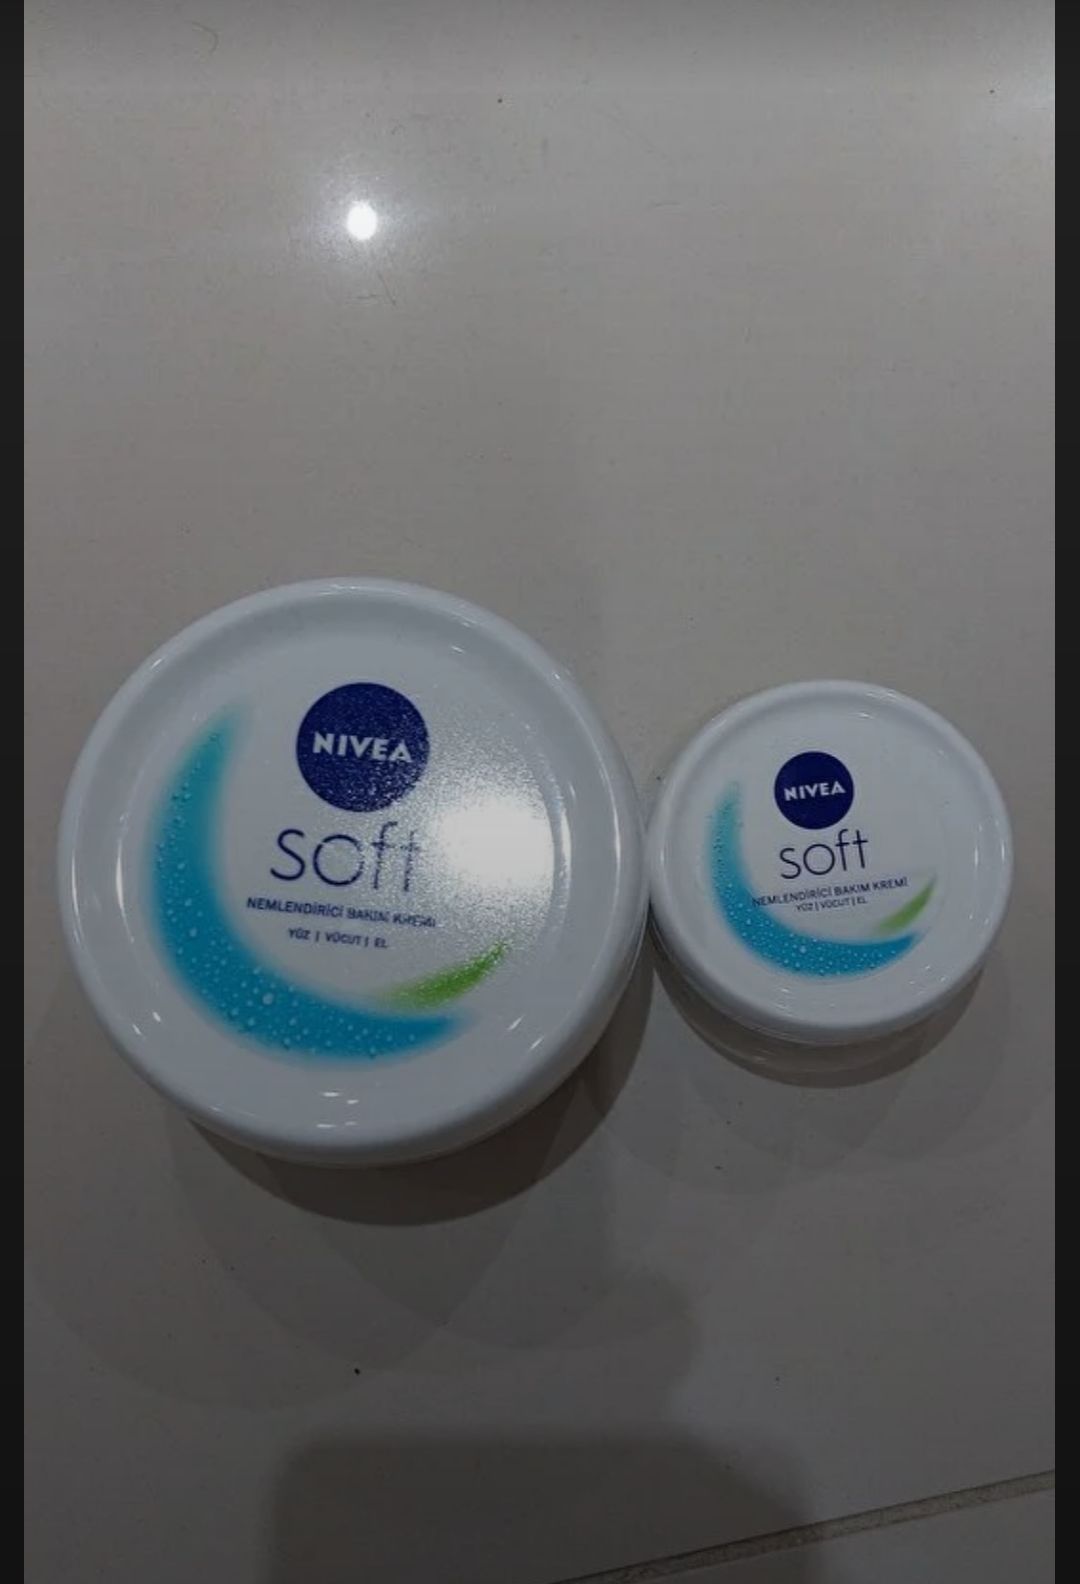 NIVEA
soft
NEMLENDİRİCİ BAKIM KREMİ
YÜZ | VÜCUT | EL
NIVEA
soft
NEMLENDİRİCİ BAKIM KREMİ
YÜZ | VÜCUT | EL